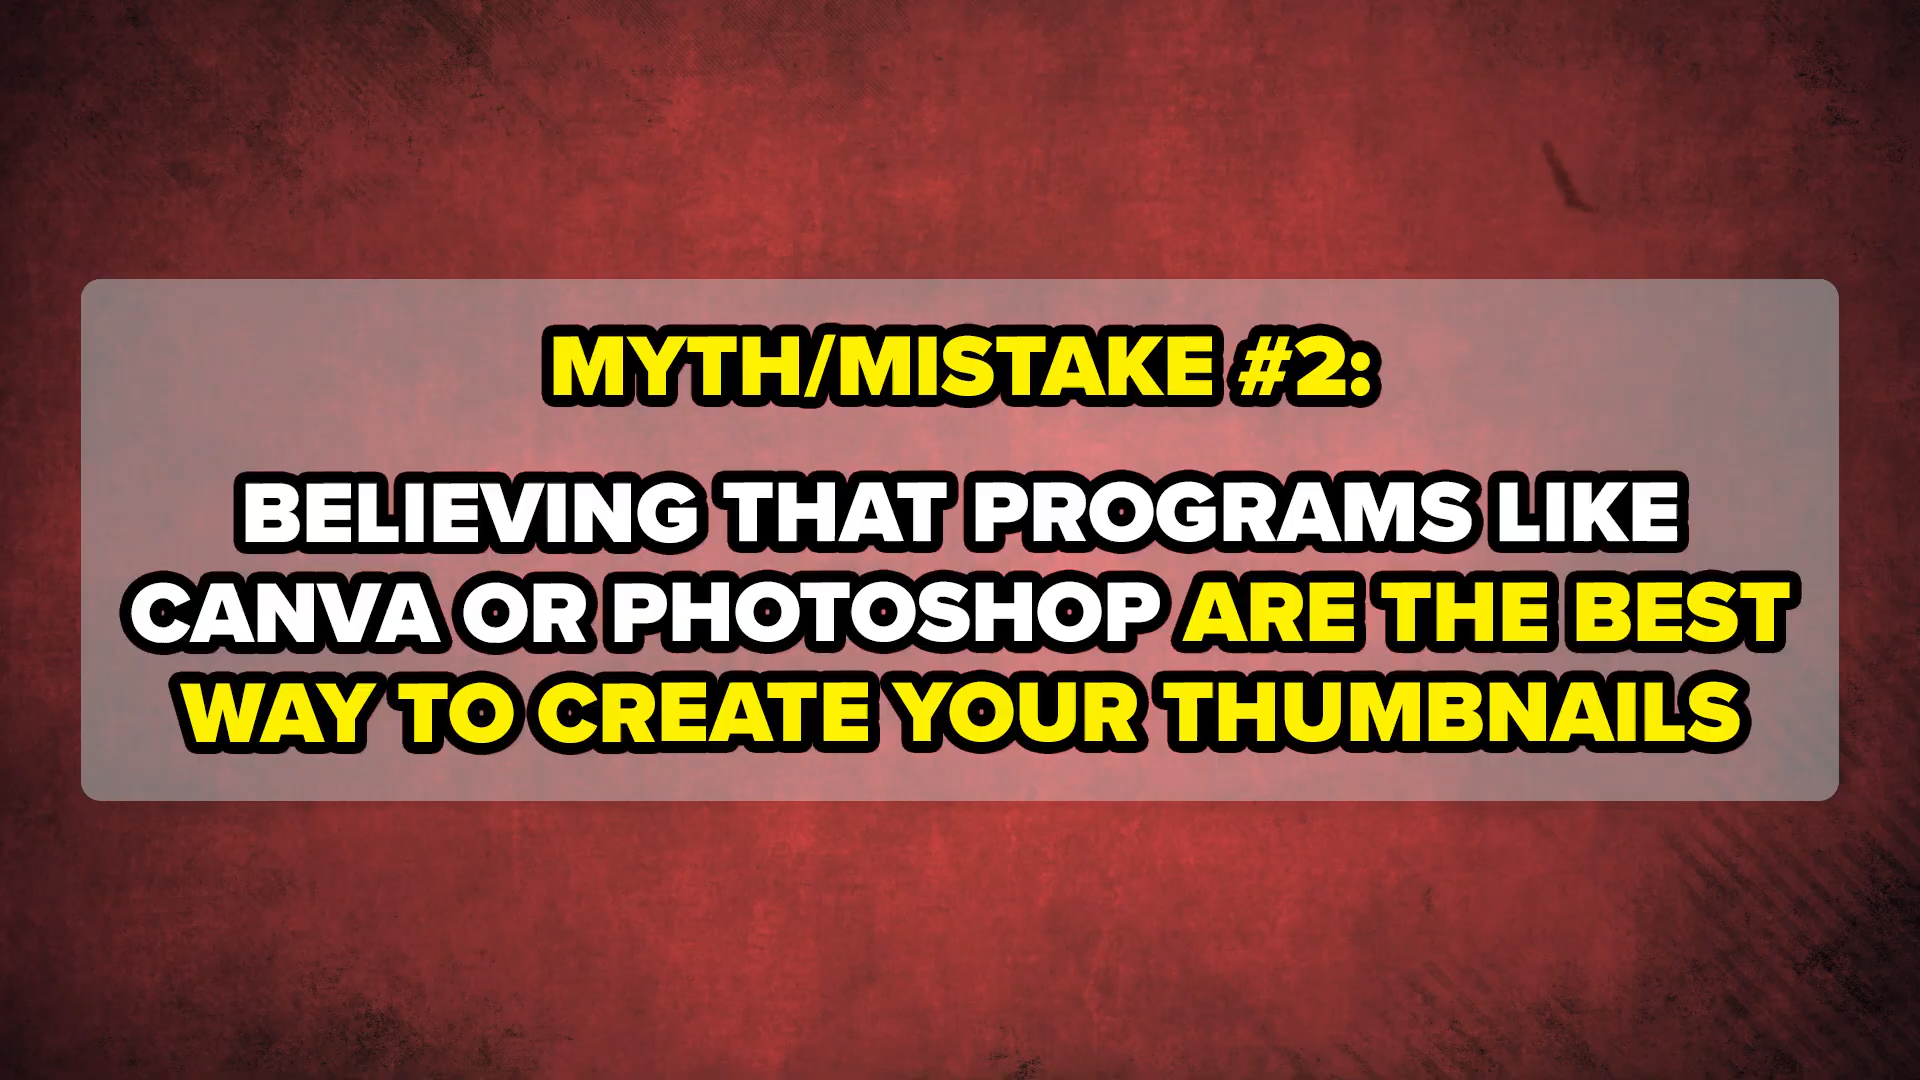 MYTH/MISTAKE #2:
BELIEVING THAT PROGRAMS LIKE
CANVA OR PHOTOSHOP ARE THE BEST
WAY TO CREATE YOUR THUMBNAILS